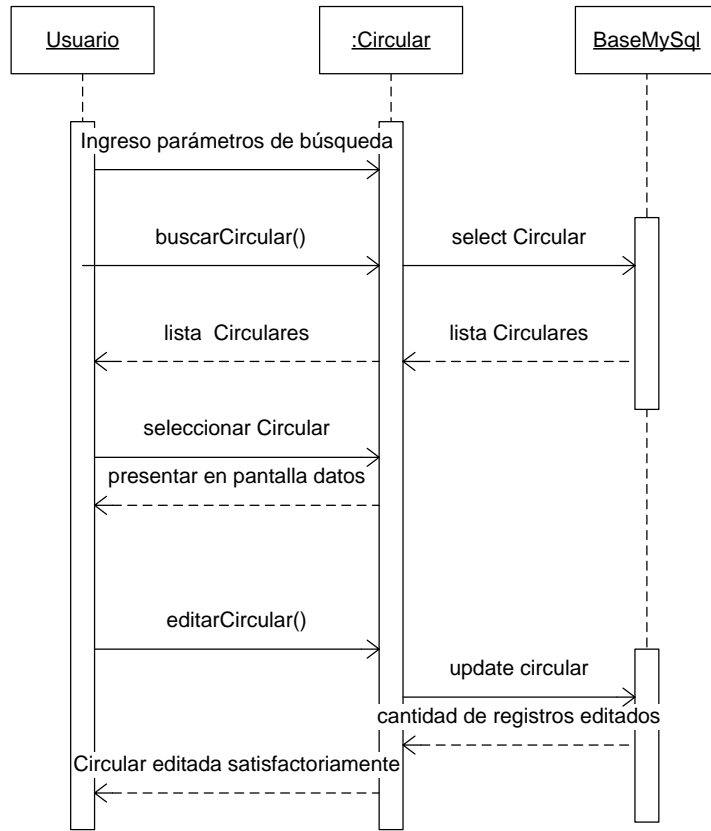 Usuario
:Circular
BaseMySql
Ingreso parámetros de búsqueda
buscarCircular()
select Circular
lista Circulares
lista Circulares
seleccionar Circular
presentar en pantalla datos
editarCircular()
update circular
cantidad de registros editados
Circular editada satisfactoriamente